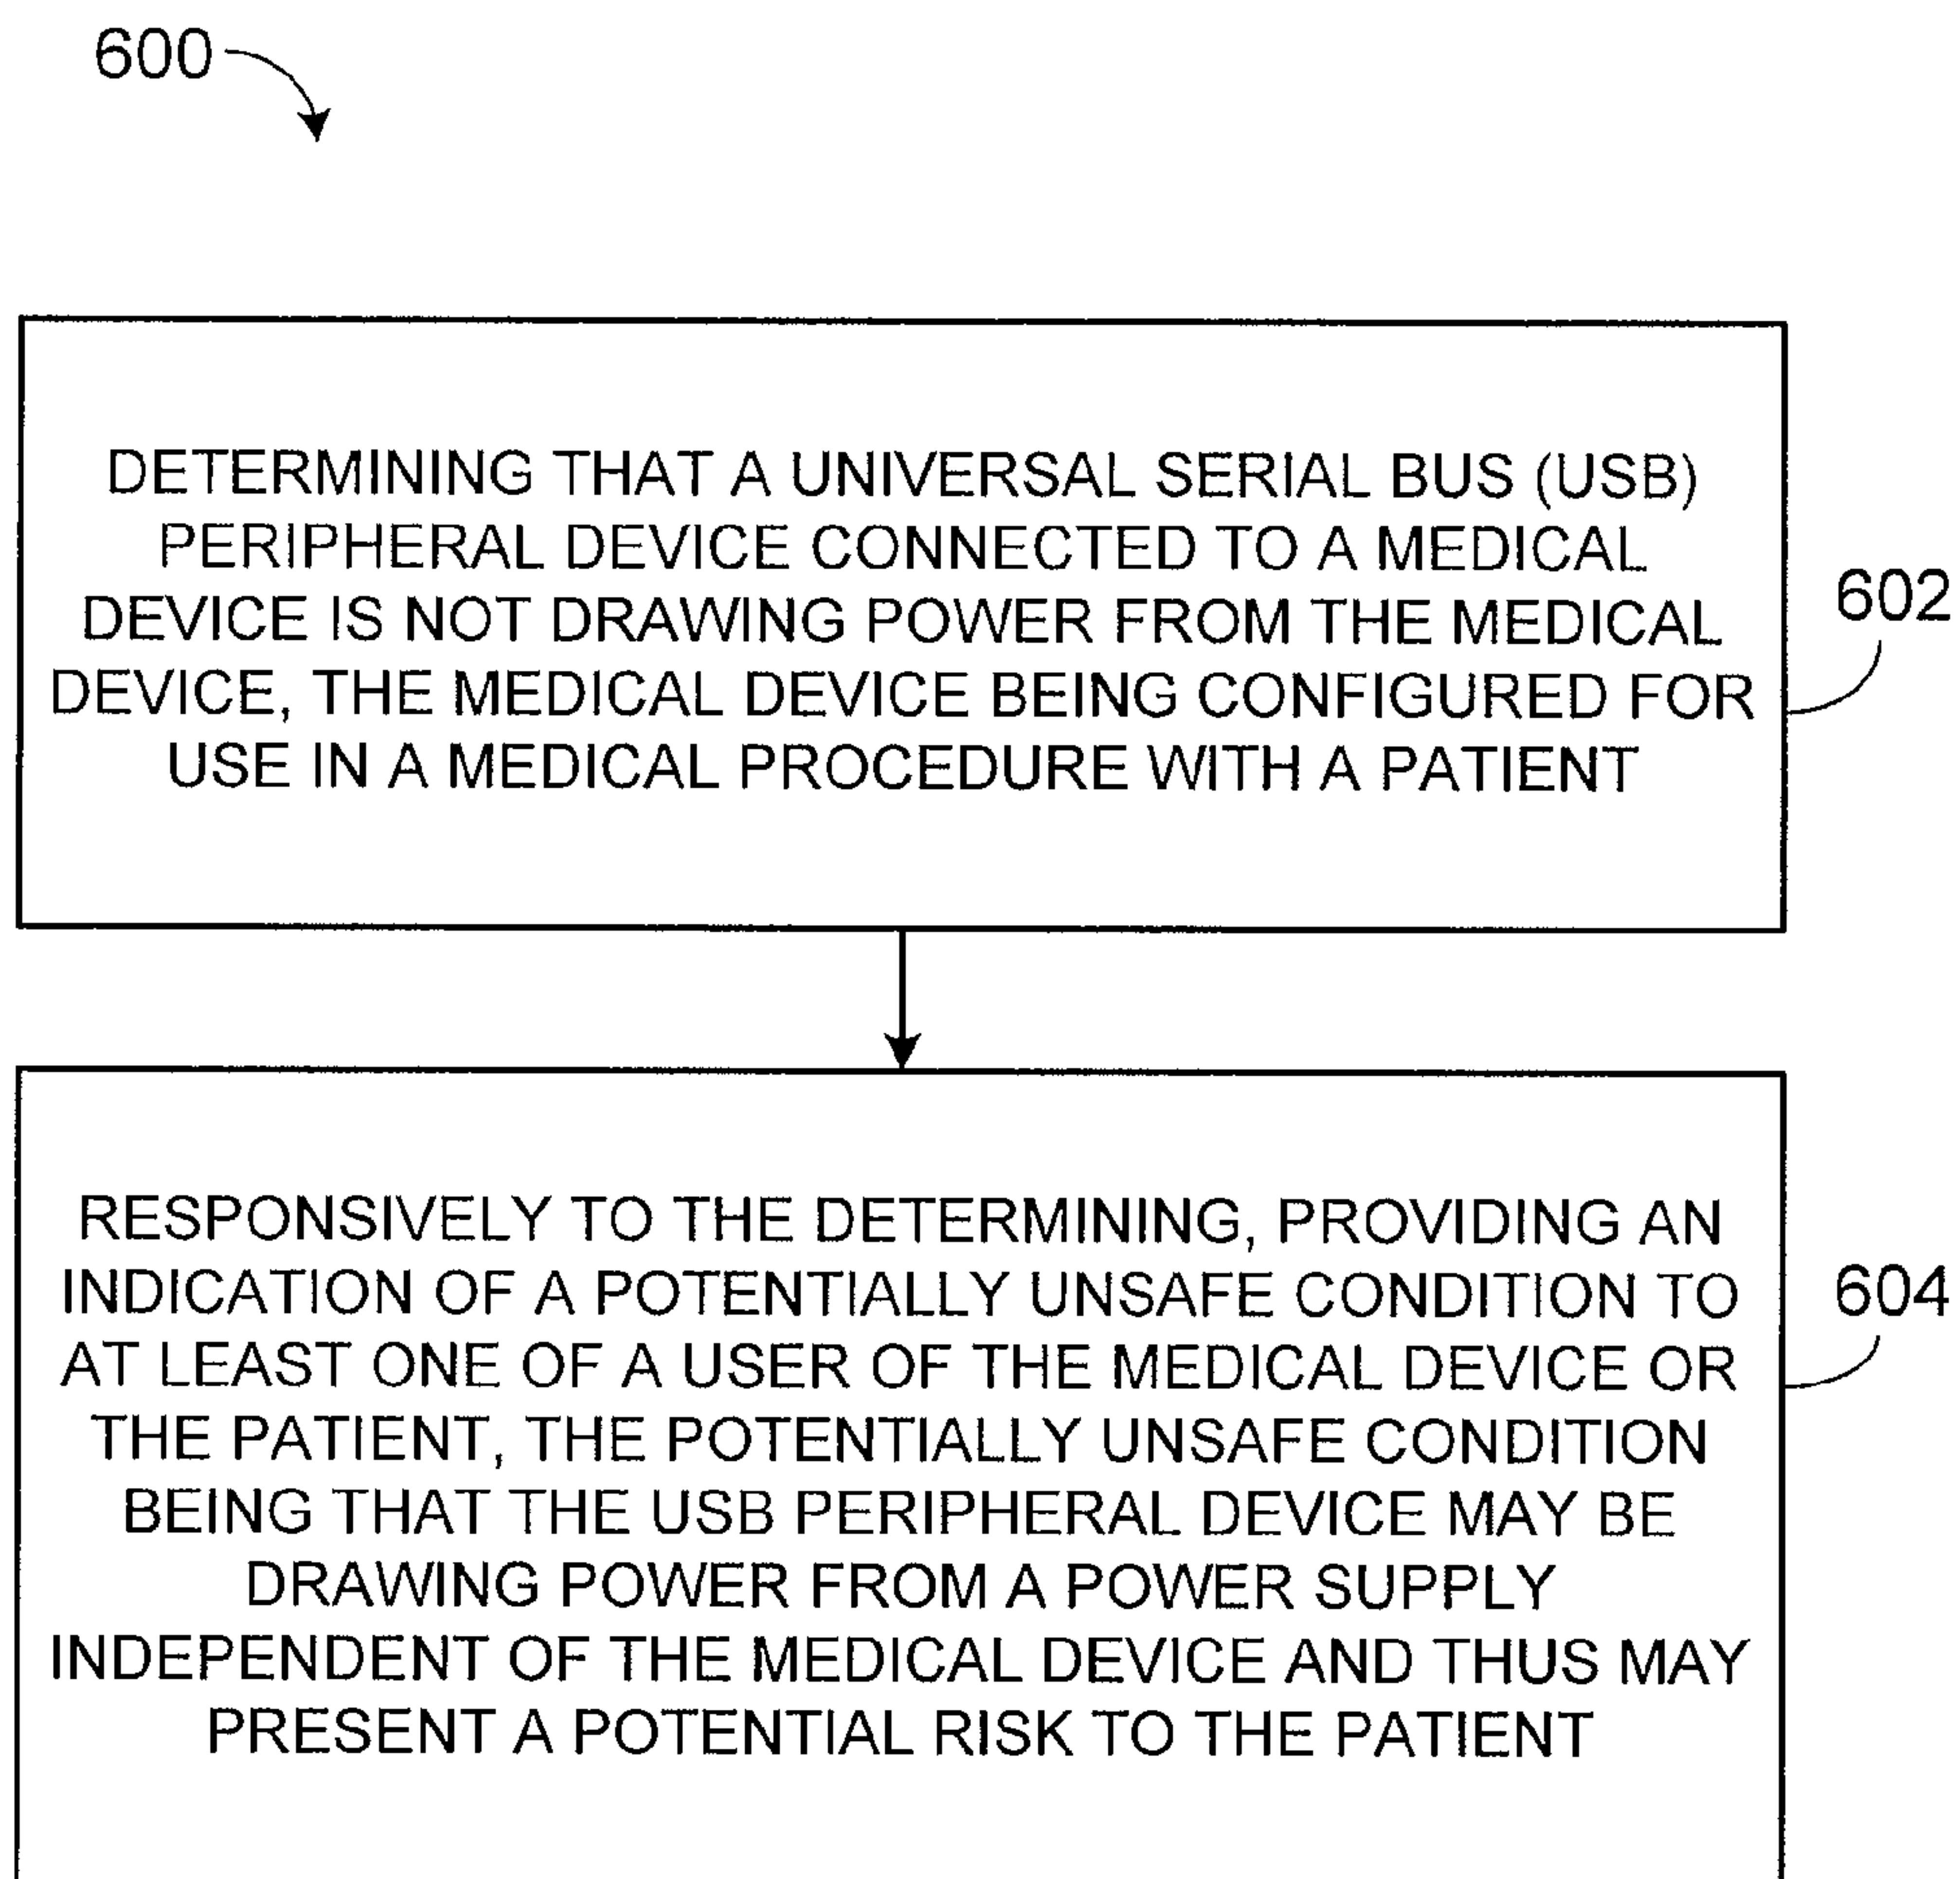 600
DETERMINING THAT A UNIVERSAL SERIAL BUS (USB)
PERIPHERAL DEVICE CONNECTED TO A MEDICAL
DEVICE IS NOT DRAWING POWER FROM THE MEDICAL
DEVICE, THE MEDICAL DEVICE BEING CONFIGURED FOR
USE IN A MEDICAL PROCEDURE WITH A PATIENT
602
RESPONSIVELY TO THE DETERMINING, PROVIDING AN
INDICATION OF A POTENTIALLY UNSAFE CONDITION TO
AT LEAST ONE OF A USER OF THE MEDICAL DEVICE OR
THE PATIENT, THE POTENTIALLY UNSAFE CONDITION
BEING THAT THE USB PERIPHERAL DEVICE MAY BE
DRAWING POWER FROM A POWER SUPPLY
INDEPENDENT OF THE MEDICAL DEVICE AND THUS MAY
PRESENT A POTENTIAL RISK TO THE PATIENT
604